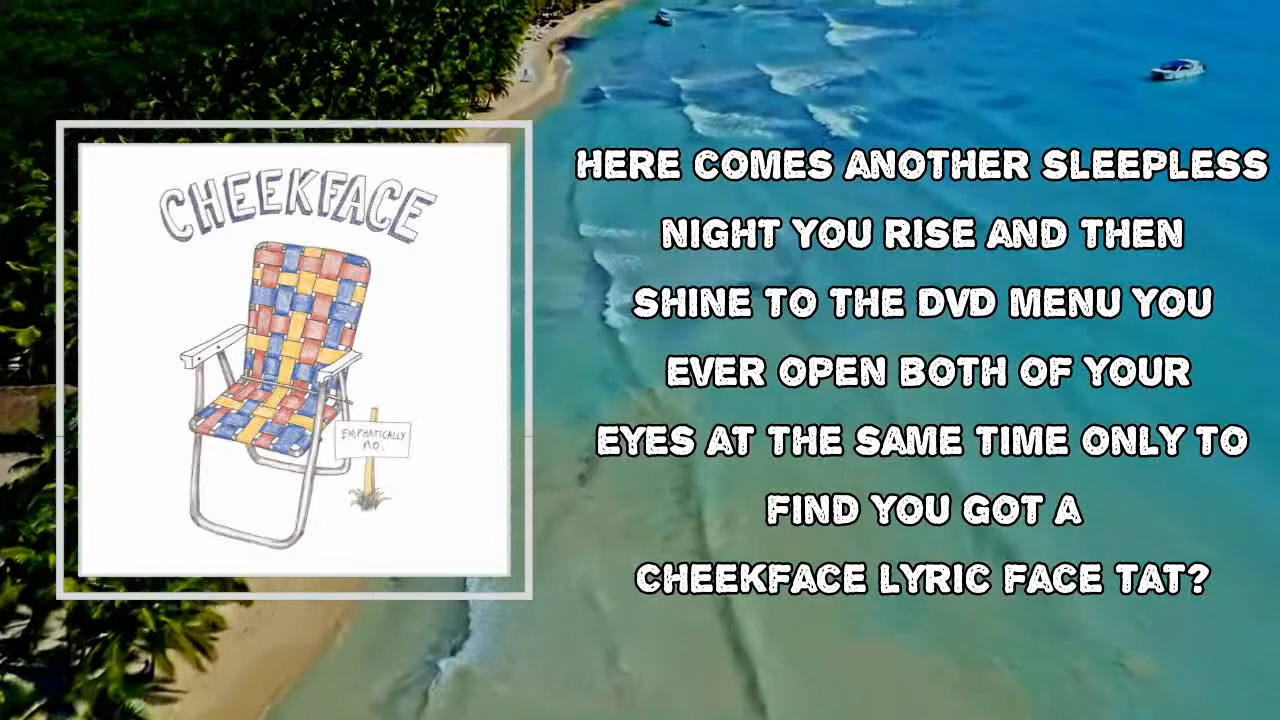 CHEEKFACE
EMPHATICALLY
NO.
HERE COMES ANOTHER SLEEPLESS
NIGHT YOU RISE AND THEN
SHINE TO THE DVD MENU YOU
EVER OPEN BOTH OF YOUR
EYES AT THE SAME TIME ONLY TO
FIND YOU GOT A
CHEEKFACE LYRIC FACE TAT?